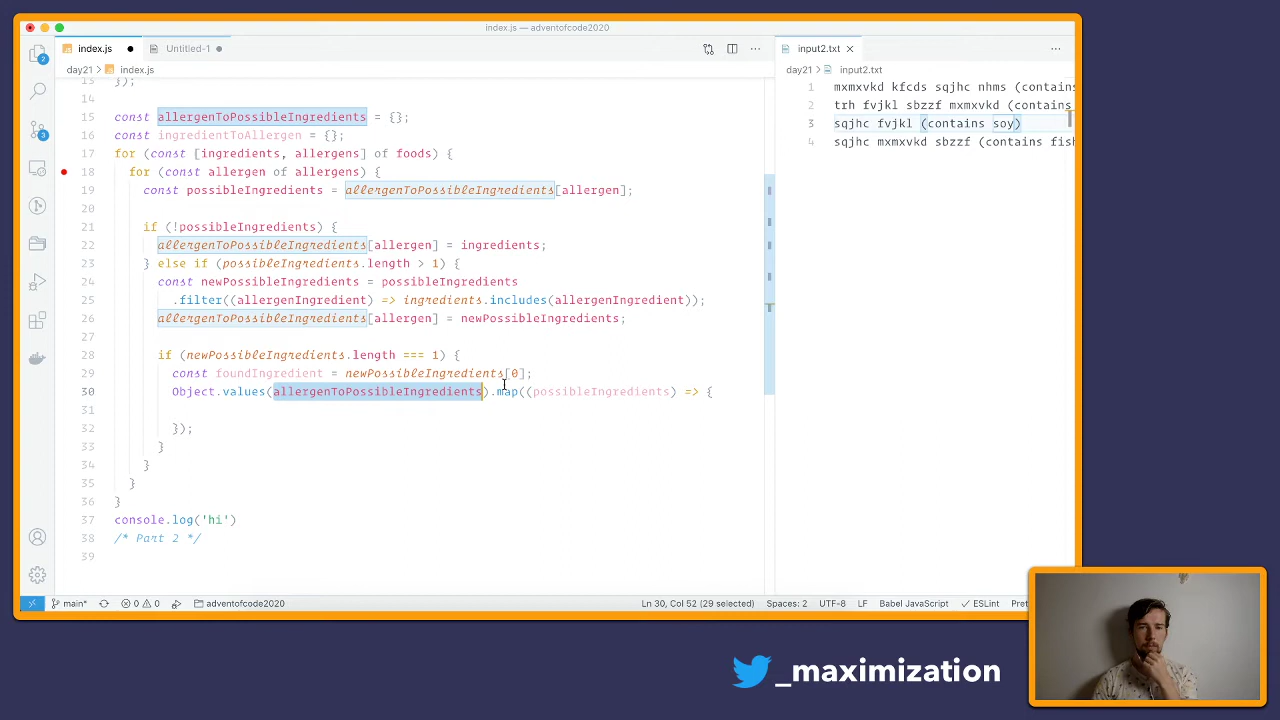 index.js — adventofcode2020
index.js
Untitled-1
input2.txt
day21 > index.js
day21 > input2.txt
13 });
14
15 const allergenToPossibleIngredients = {};
16 const ingredientToAllergen = {};
17 for (const [ingredients, allergens] of foods) {
18 for (const allergen of allergens) {
19 const possibleIngredients = allergenToPossibleIngredients[allergen];
20
21 if (!possibleIngredients) {
22 allergenToPossibleIngredients[allergen] = ingredients;
23 } else if (possibleIngredients.length > 1) {
24 const newPossibleIngredients = possibleIngredients
25 .filter((allergenIngredient) => ingredients.includes(allergenIngredient));
26 allergenToPossibleIngredients[allergen] = newPossibleIngredients;
27
28 if (newPossibleIngredients.length === 1) {
29 const foundIngredient = newPossibleIngredients[0];
30 Object.values(allergenToPossibleIngredients).map((possibleIngredients) => {
31
32 });
33 }
34 }
35 }
36 }
37 console.log('hi')
38 /* Part 2 */
39
1 mxmxvkd kfcds sqjhc nhms (contains
2 trh fvjkl sbzzf mxmxvkd (contains
3 sqjhc fvjkl (contains soy)
4 sqjhc mxmxvkd sbzzf (contains fish
2
3
main* 0 0 adventofcode2020 Ln 30, Col 52 (29 selected) Spaces: 2 UTF-8 LF Babel JavaScript ESLint Pret
_maximization